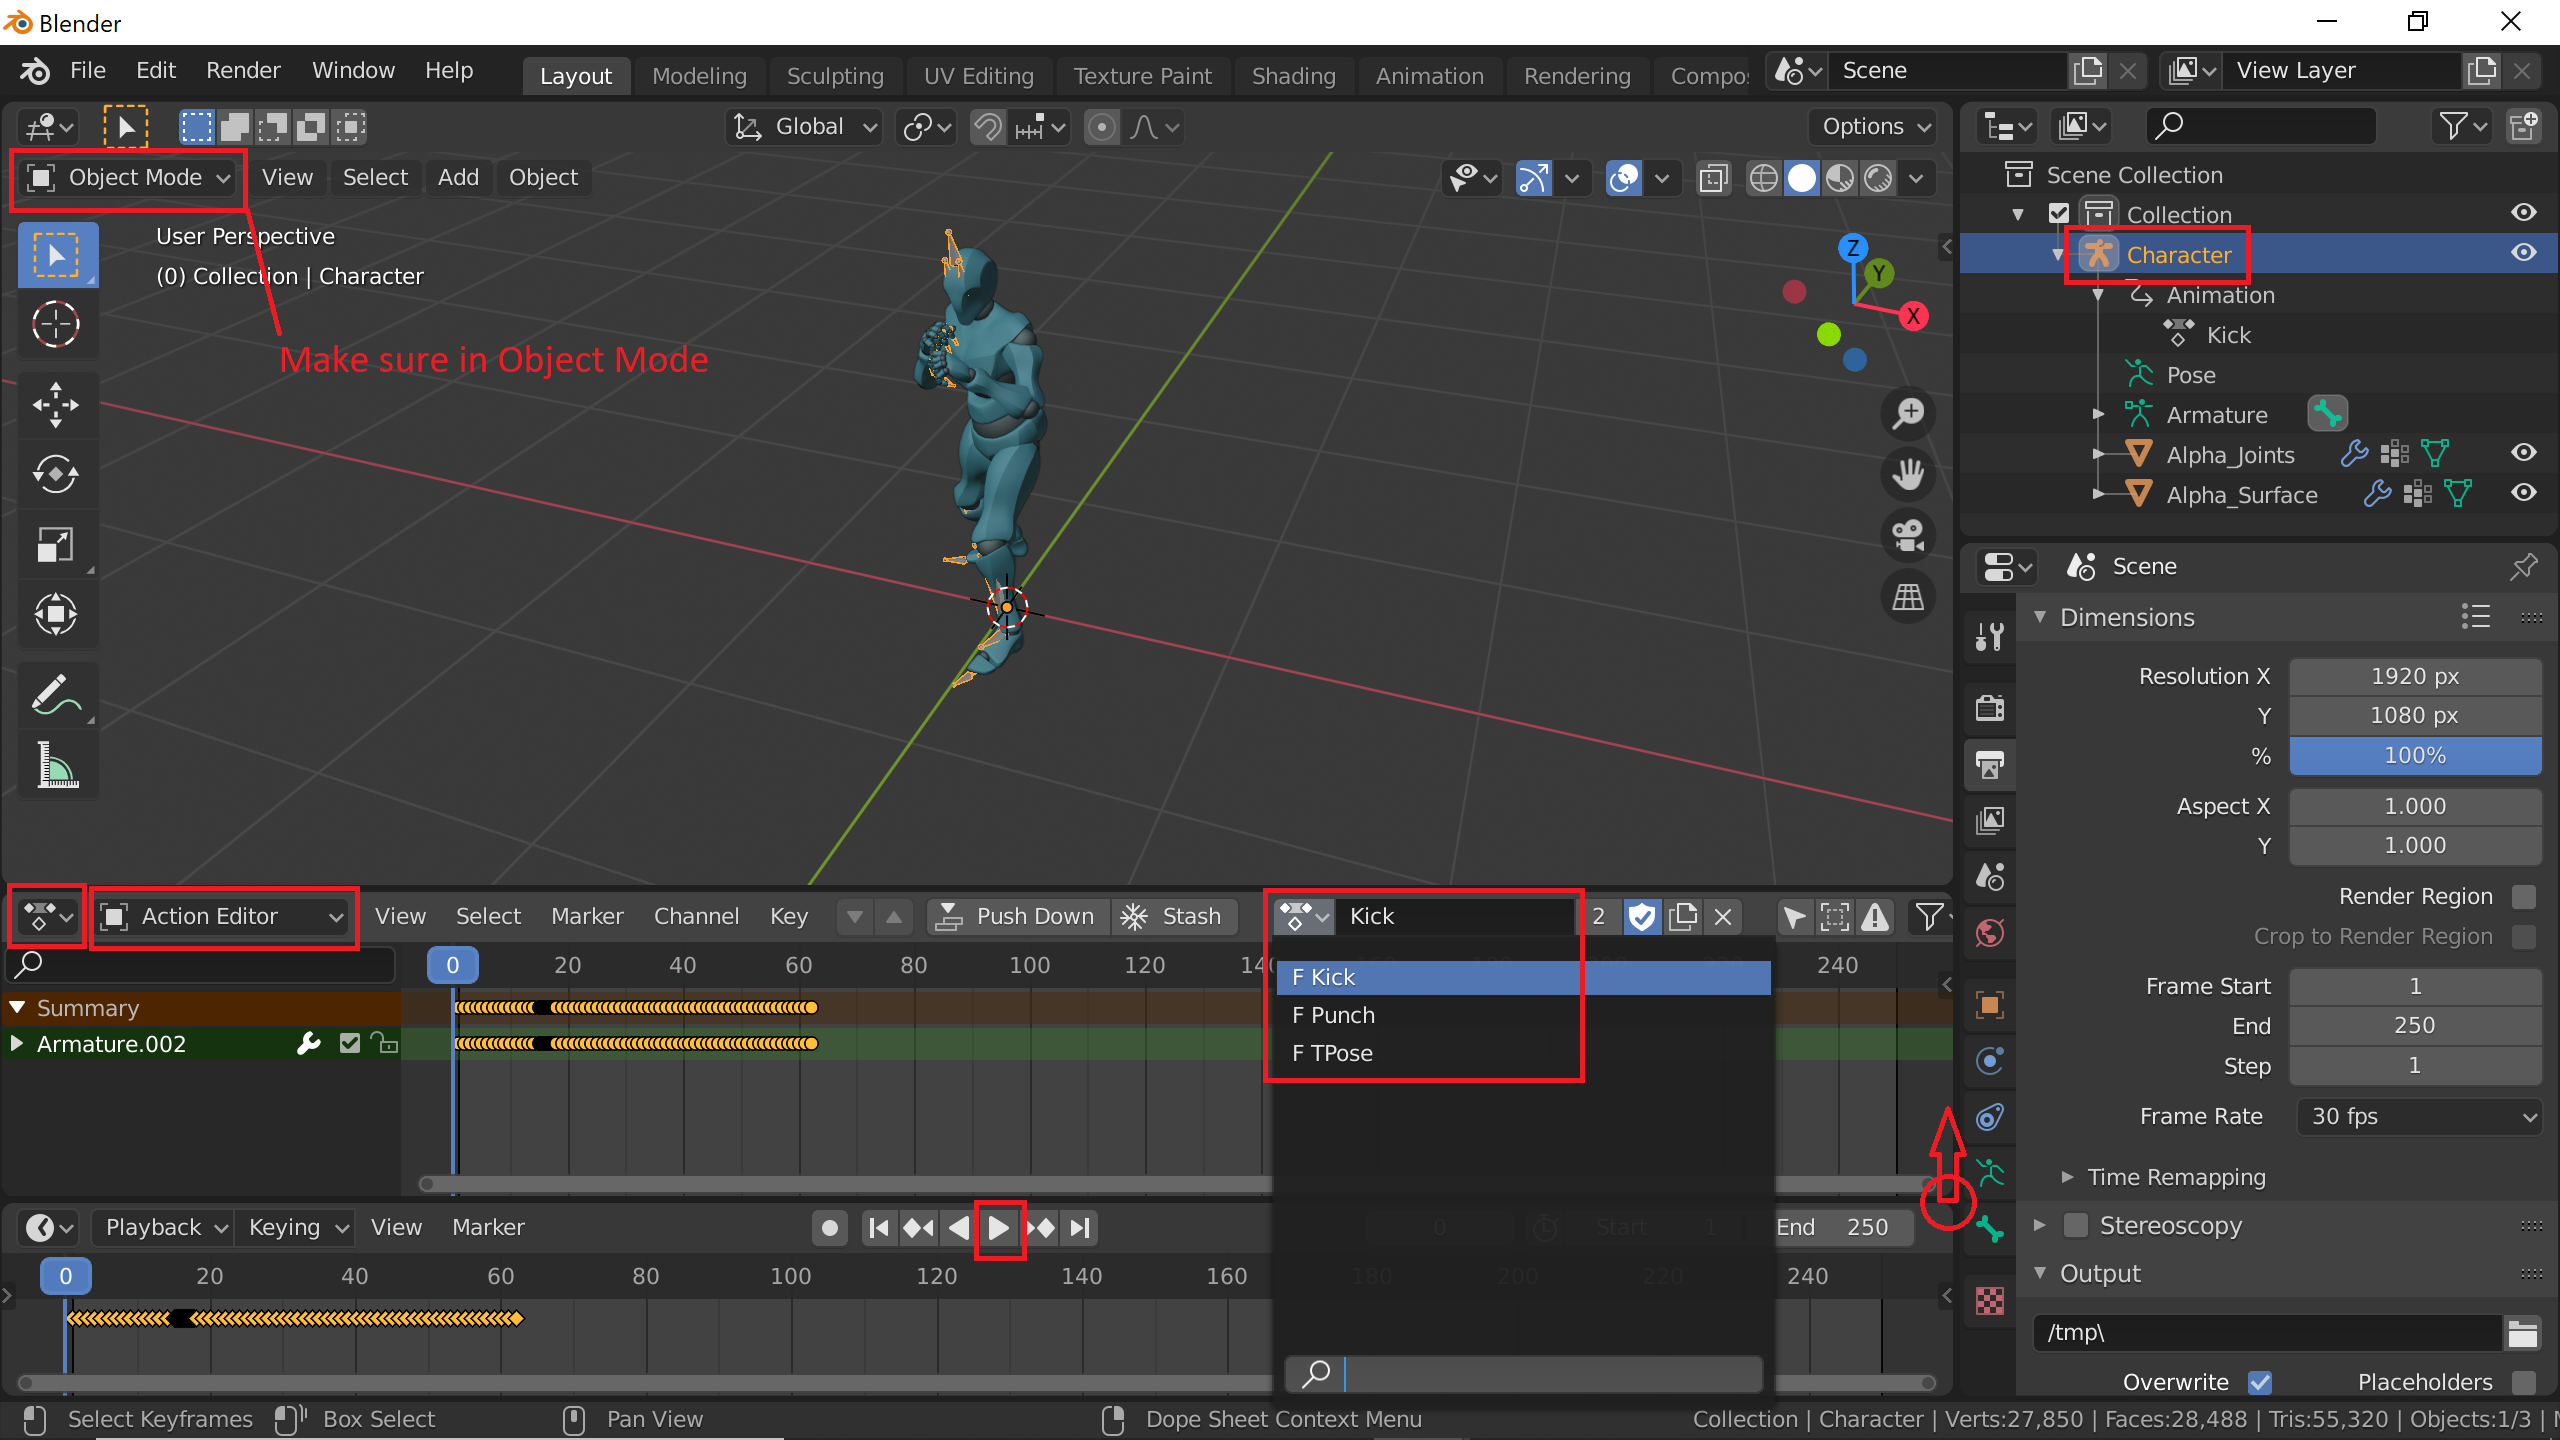 Blender
File Edit Render Window Help Layout Modeling Sculpting UV Editing Texture Paint Shading Animation Rendering Compos Scene View Layer
Global Options
Object Mode View Select Add Object
User Perspective
(0) Collection | Character
Make sure in Object Mode
Z
Y
X
Scene Collection
Collection
Character
Animation
Kick
Pose
Armature
Alpha_Joints
Alpha_Surface
Scene
Dimensions
Resolution X 1920 px
Y 1080 px
% 100%
Aspect X 1.000
Y 1.000
Render Region
Crop to Render Region
Frame Start 1
End 250
Step 1
Frame Rate 30 fps
Time Remapping
Stereoscopy
Output
/tmp\
Overwrite Placeholders
Action Editor View Select Marker Channel Key Push Down Stash Kick 2
0 20 40 60 80 100 120 240
Summary
Armature.002
F Kick
F Punch
F TPose
Playback Keying View Marker 0 Start 1 End 250
0 20 40 60 80 100 120 140 160 180 200 220 240
Select Keyframes Box Select Pan View Dope Sheet Context Menu Collection | Character | Verts:27,850 | Faces:28,488 | Tris:55,320 | Objects:1/3 |